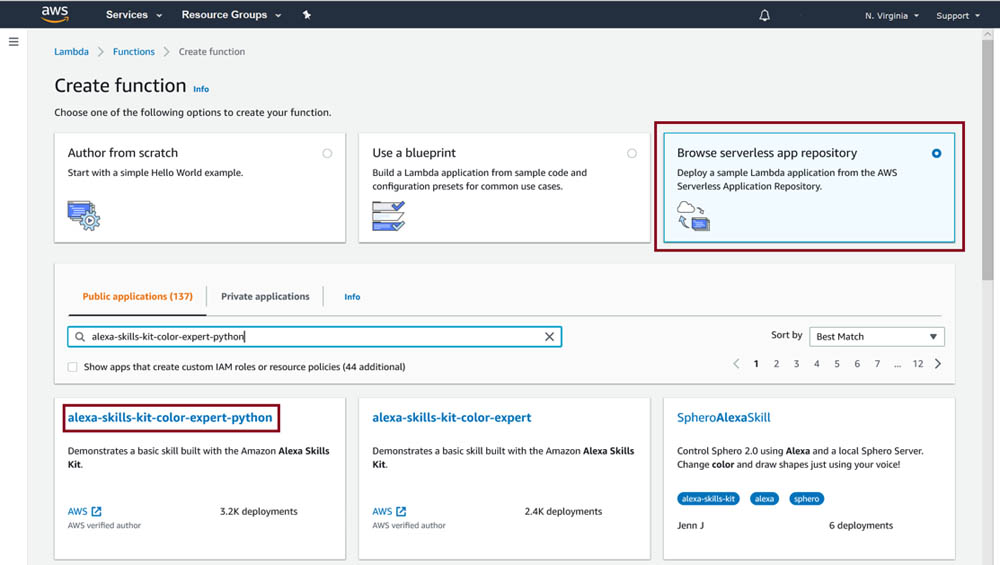 aws
Services
Resource Groups
N. Virginia
Support
Lambda > Functions > Create function
Create function Info
Choose one of the following options to create your function.
Author from scratch
Start with a simple Hello World example.
Use a blueprint
Build a Lambda application from sample code and
configuration presets for common use cases.
Browse serverless app repository
Deploy a sample Lambda application from the AWS
Serverless Application Repository.
Public applications (137)
Private applications
Info
alexa-skills-kit-color-expert-python
Sort by
Best Match
Show apps that create custom IAM roles or resource policies (44 additional)
< 1 2 3 4 5 6 7 ... 12 >
alexa-skills-kit-color-expert-python
Demonstrates a basic skill built with the Amazon Alexa Skills
Kit.
AWS
3.2K deployments
AWS verified author
alexa-skills-kit-color-expert
Demonstrates a basic skill built with the Amazon Alexa Skills
Kit.
AWS
2.4K deployments
AWS verified author
SpheroAlexaSkill
Control Sphero 2.0 using Alexa and a local Sphero Server.
Change color and draw shapes just using your voice!
alexa-skills-kit
alexa
sphero
Jenn J
6 deployments